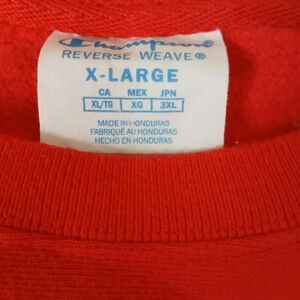 Champion®
REVERSE WEAVE®
X-LARGE
CA MEX JPN
XL/TG XG 3XL
MADE IN HONDURAS
FABRIQUÉ AU HONDURAS
HECHO EN HONDURAS